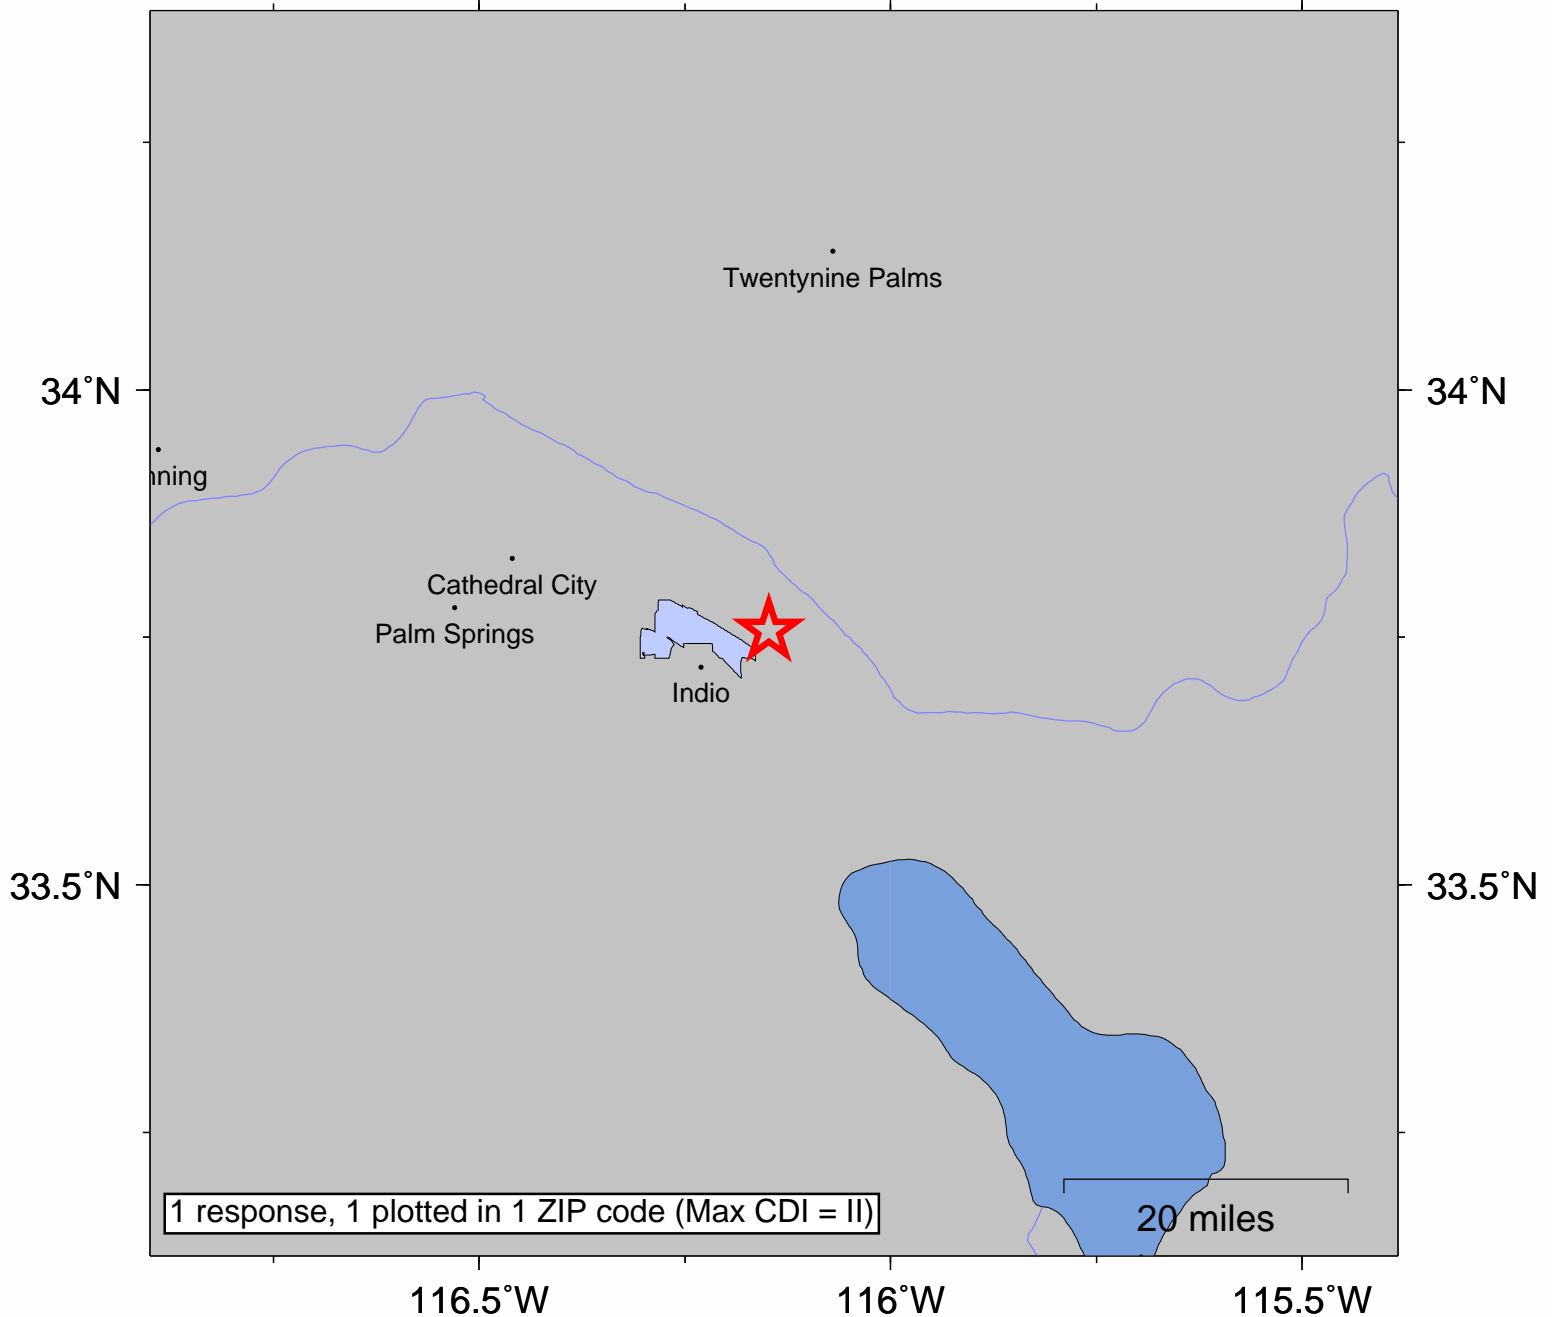 Twentynine Palms
34˚N
34˚N
nning
Cathedral City
Palm Springs
Indio
33.5˚N
33.5˚N
1 response, 1 plotted in 1 ZIP code (Max CDI = II)
20 miles
116.5˚W
116˚W
115.5˚W